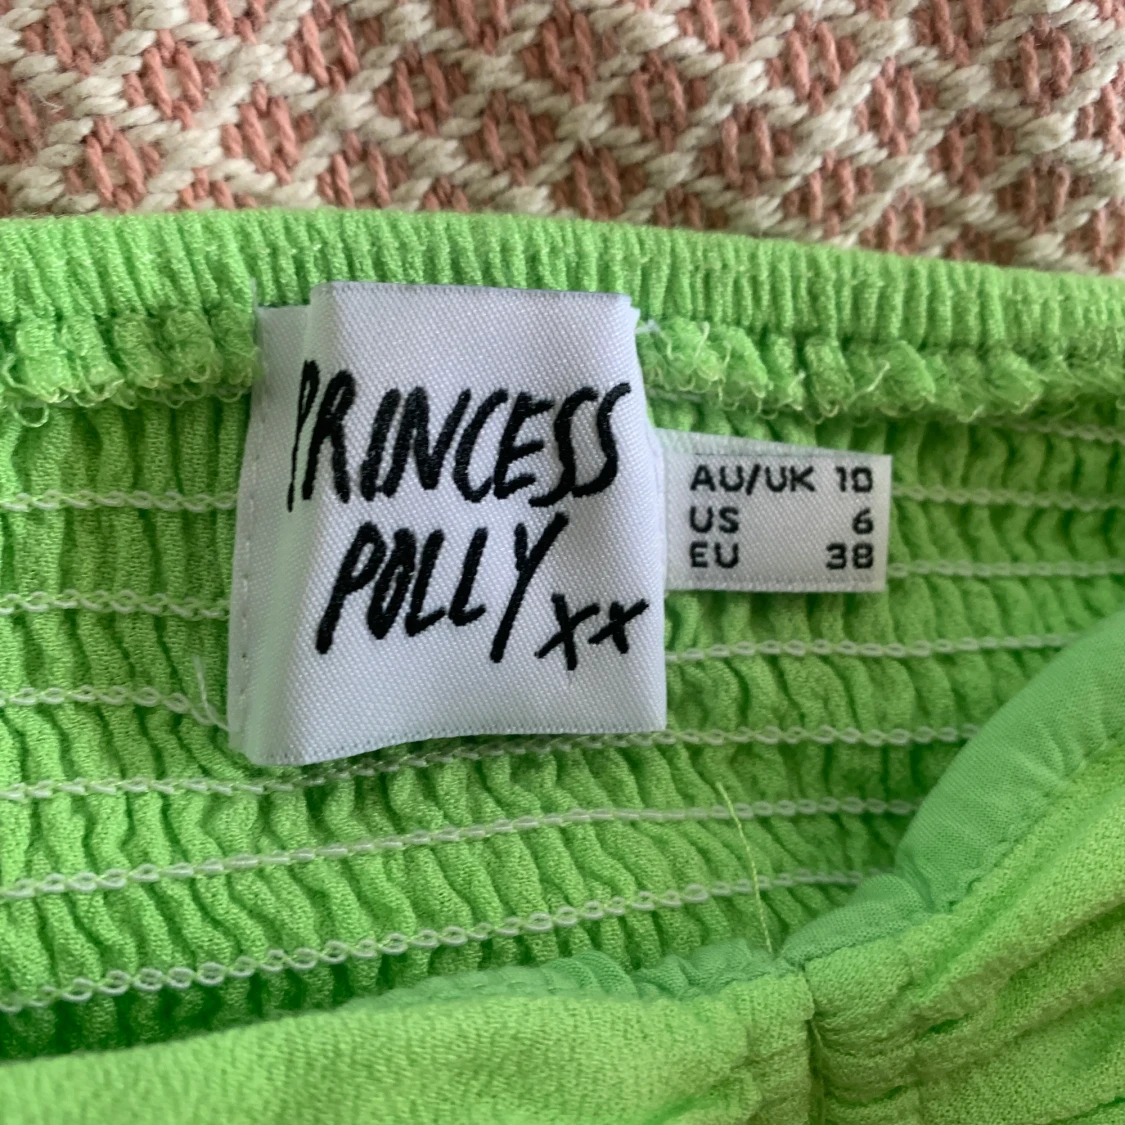 PRINCESS
POLLY xx
AU/UK 10
US 6
EU 38